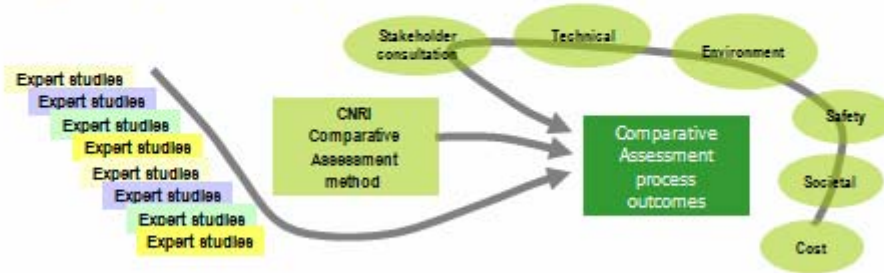 Stakeholder
consultation
Technical
Environment
Safety
Societal
Cost
Expert studies
Expert studies
Expert studies
Expert studies
Expert studies
Expert studies
Expert studies
Expert studies
CNRI
Comparative
Assessment
method
Comparative
Assessment
process
outcomes